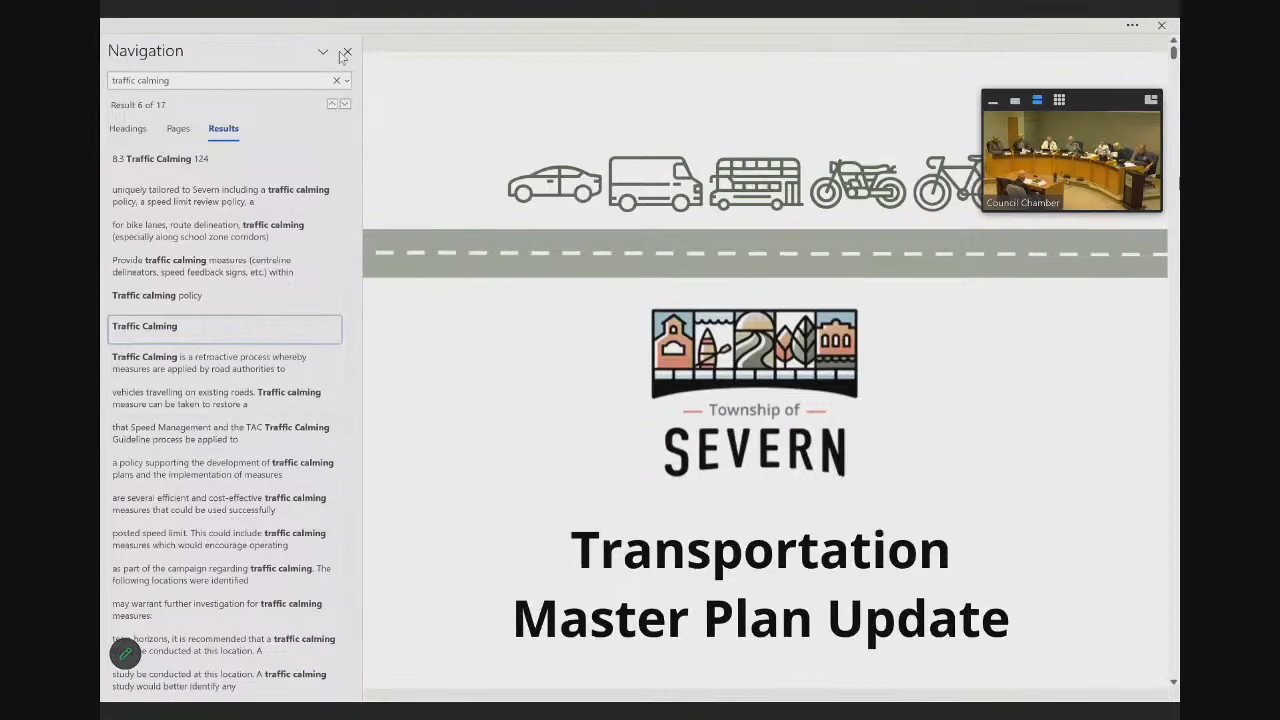 Navigation
traffic calming
Result 6 of 17
Headings Pages Results
8.3 Traffic Calming 124
uniquely tailored to Severn including a traffic calming
policy, a speed limit review policy, a
for bike lanes, route delineation, traffic calming
(especially along school zone corridors)
Provide traffic calming measures (centreline
delineators, speed feedback signs, etc.) within
Traffic calming policy
Traffic Calming
Traffic Calming is a retroactive process whereby
measures are applied by road authorities to
vehicles travelling on existing roads. Traffic calming
measure can be taken to restore a
that Speed Management and the TAC Traffic Calming
Guideline process be applied to
a policy supporting the development of traffic calming
plans and the implementation of measures
are several efficient and cost-effective traffic calming
measures that could be used successfully
posted speed limit. This could include traffic calming
measures which would encourage operating
as part of the campaign regarding traffic calming. The
following locations were identified
may warrant further investigation for traffic calming
measures:
horizons, it is recommended that a traffic calming
be conducted at this location. A
study be conducted at this location. A traffic calming
study would better identify any
Council Chamber
Township of
SEVERN
Transportation
Master Plan Update